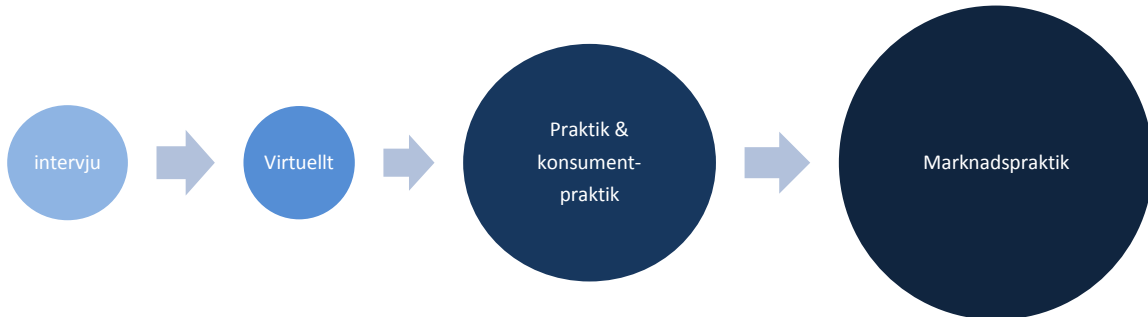 intervju
Virtuellt
Praktik &
konsument-
praktik
Marknadspraktik